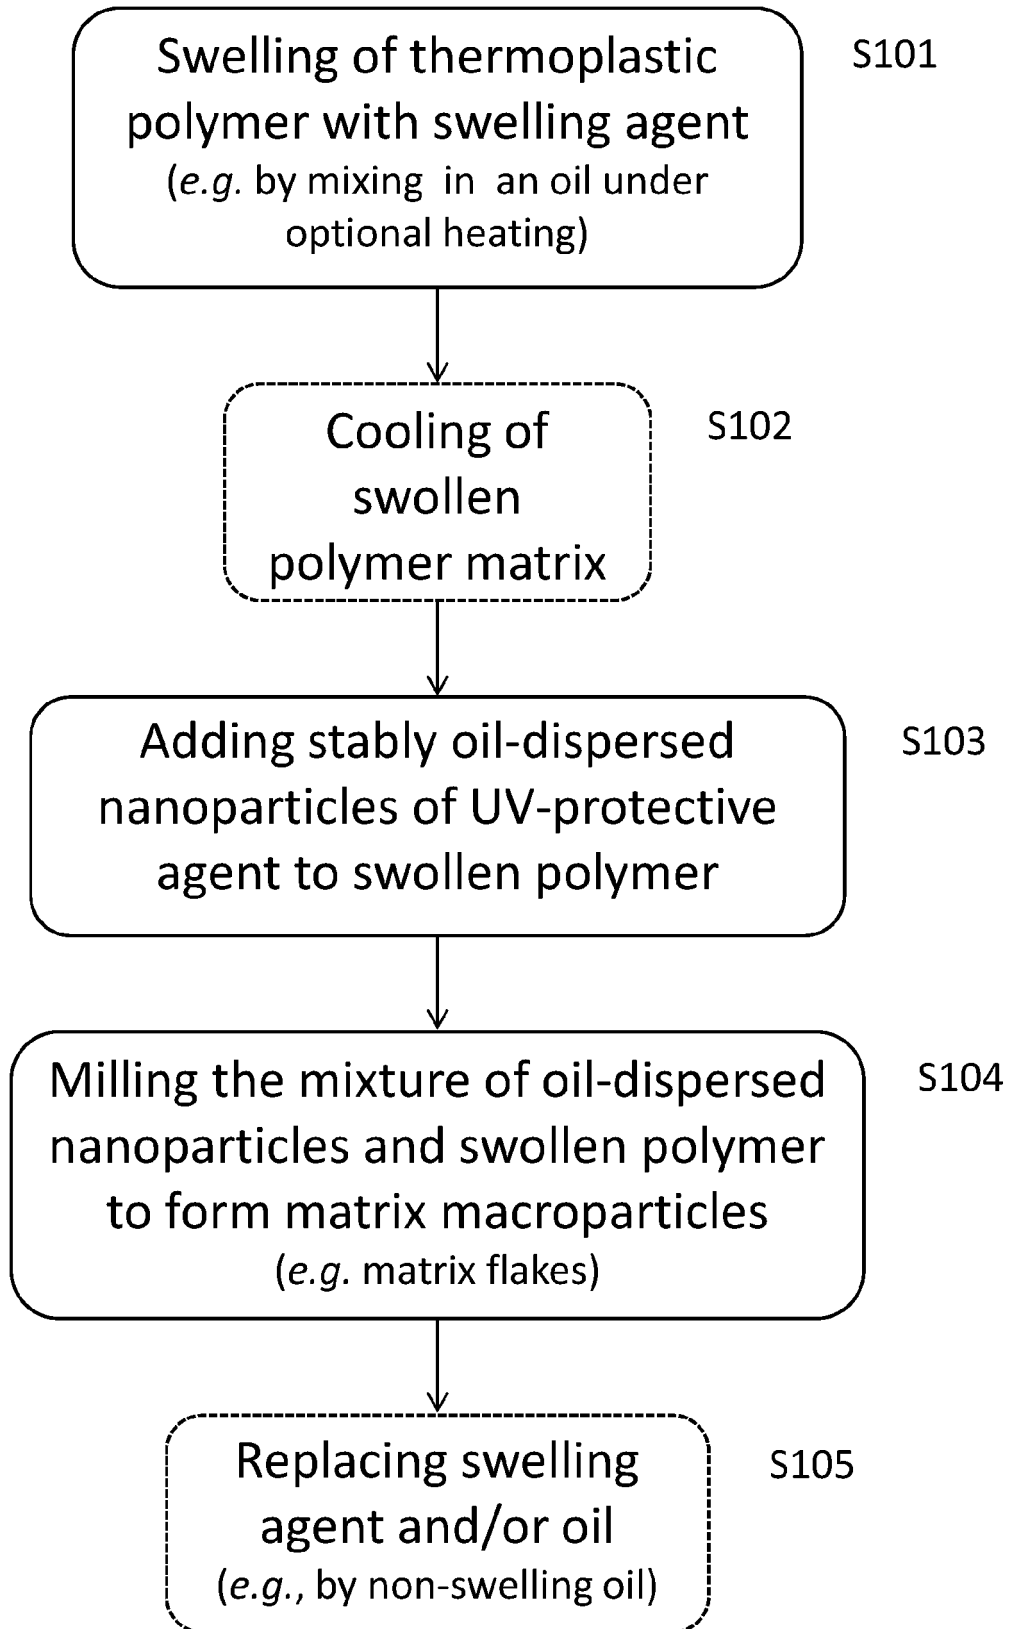 Swelling of thermoplastic
polymer with swelling agent
(e.g. by mixing in an oil under
optional heating)
S101
Cooling of
swollen
polymer matrix
S102
Adding stably oil-dispersed
nanoparticles of UV-protective
agent to swollen polymer
S103
Milling the mixture of oil-dispersed
nanoparticles and swollen polymer
to form matrix macroparticles
(e.g. matrix flakes)
S104
Replacing swelling
agent and/or oil
(e.g., by non-swelling oil)
S105